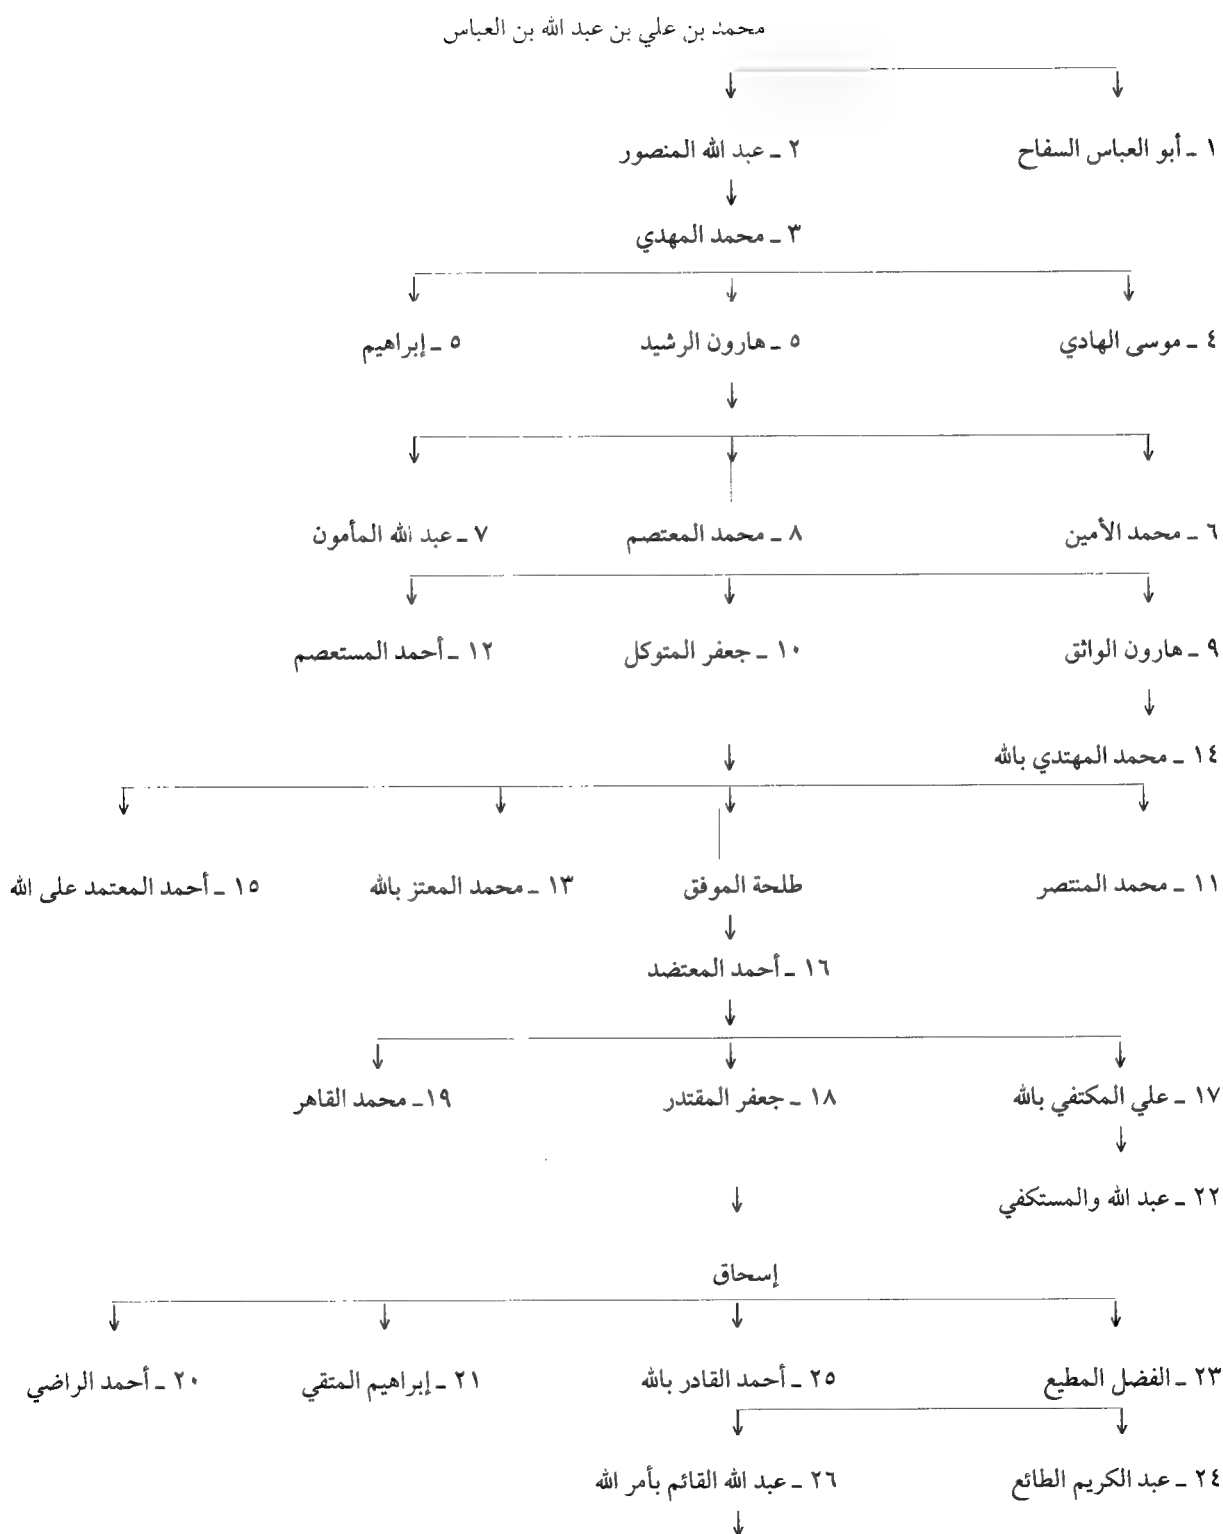 محمد بن علي بن عبد الله بن العباس
١ ـ أبو العباس السفاح ٢ ـ عبد الله المنصور
٣ ـ محمد المهدي
٤ ـ موسى الهادي ٥ ـ هارون الرشيد ٥ ـ إبراهيم
٦ ـ محمد الأمين ٨ ـ محمد المعتصم ٧ ـ عبد الله المأمون
٩ ـ هارون الواثق ١٠ ـ جعفر المتوكل ١٢ ـ أحمد المستعصم
١٤ ـ محمد المهتدي بالله
١١ ـ محمد المنتصر طلحة الموفق ١٣ ـ محمد المعتز بالله ١٥ ـ أحمد المعتمد على الله
١٦ ـ أحمد المعتضد
١٧ ـ علي المكتفي بالله ١٨ ـ جعفر المقتدر ١٩ـ محمد القاهر
٢٢ ـ عبد الله والمستكفي
إسحاق
٢٣ ـ الفضل المطيع ٢٥ ـ أحمد القادر بالله ٢١ ـ إبراهيم المتقي ٢٠ ـ أحمد الراضي
٢٤ ـ عبد الكريم الطائع ٢٦ ـ عبد الله القائم بأمر الله